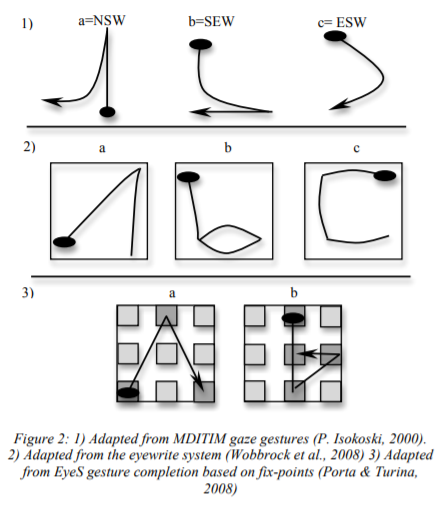 1) a=NSW b=SEW c= ESW
2) a b c
3) a b
Figure 2: 1) Adapted from MDITIM gaze gestures (P. Isokoski, 2000).
2) Adapted from the eyewrite system (Wobbrock et al., 2008) 3) Adapted
from EyeS gesture completion based on fix-points (Porta & Turina,
2008)